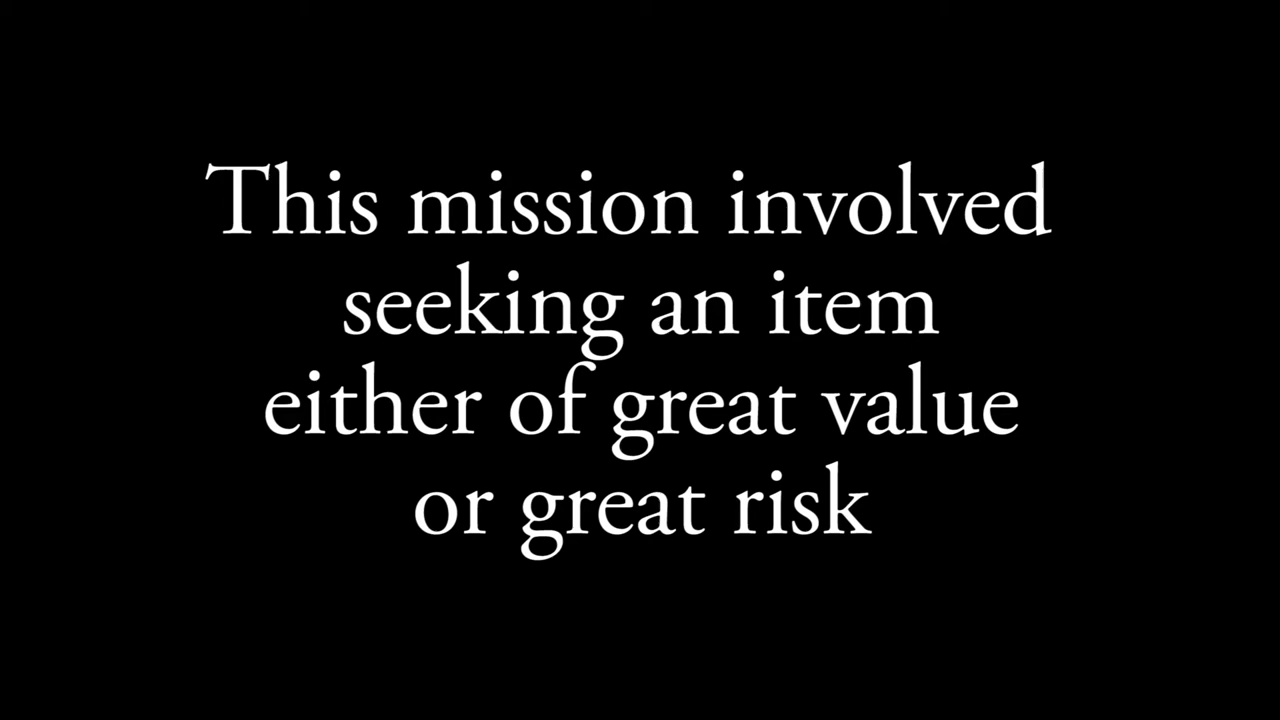 This mission involved
seeking an item
either of great value
or great risk